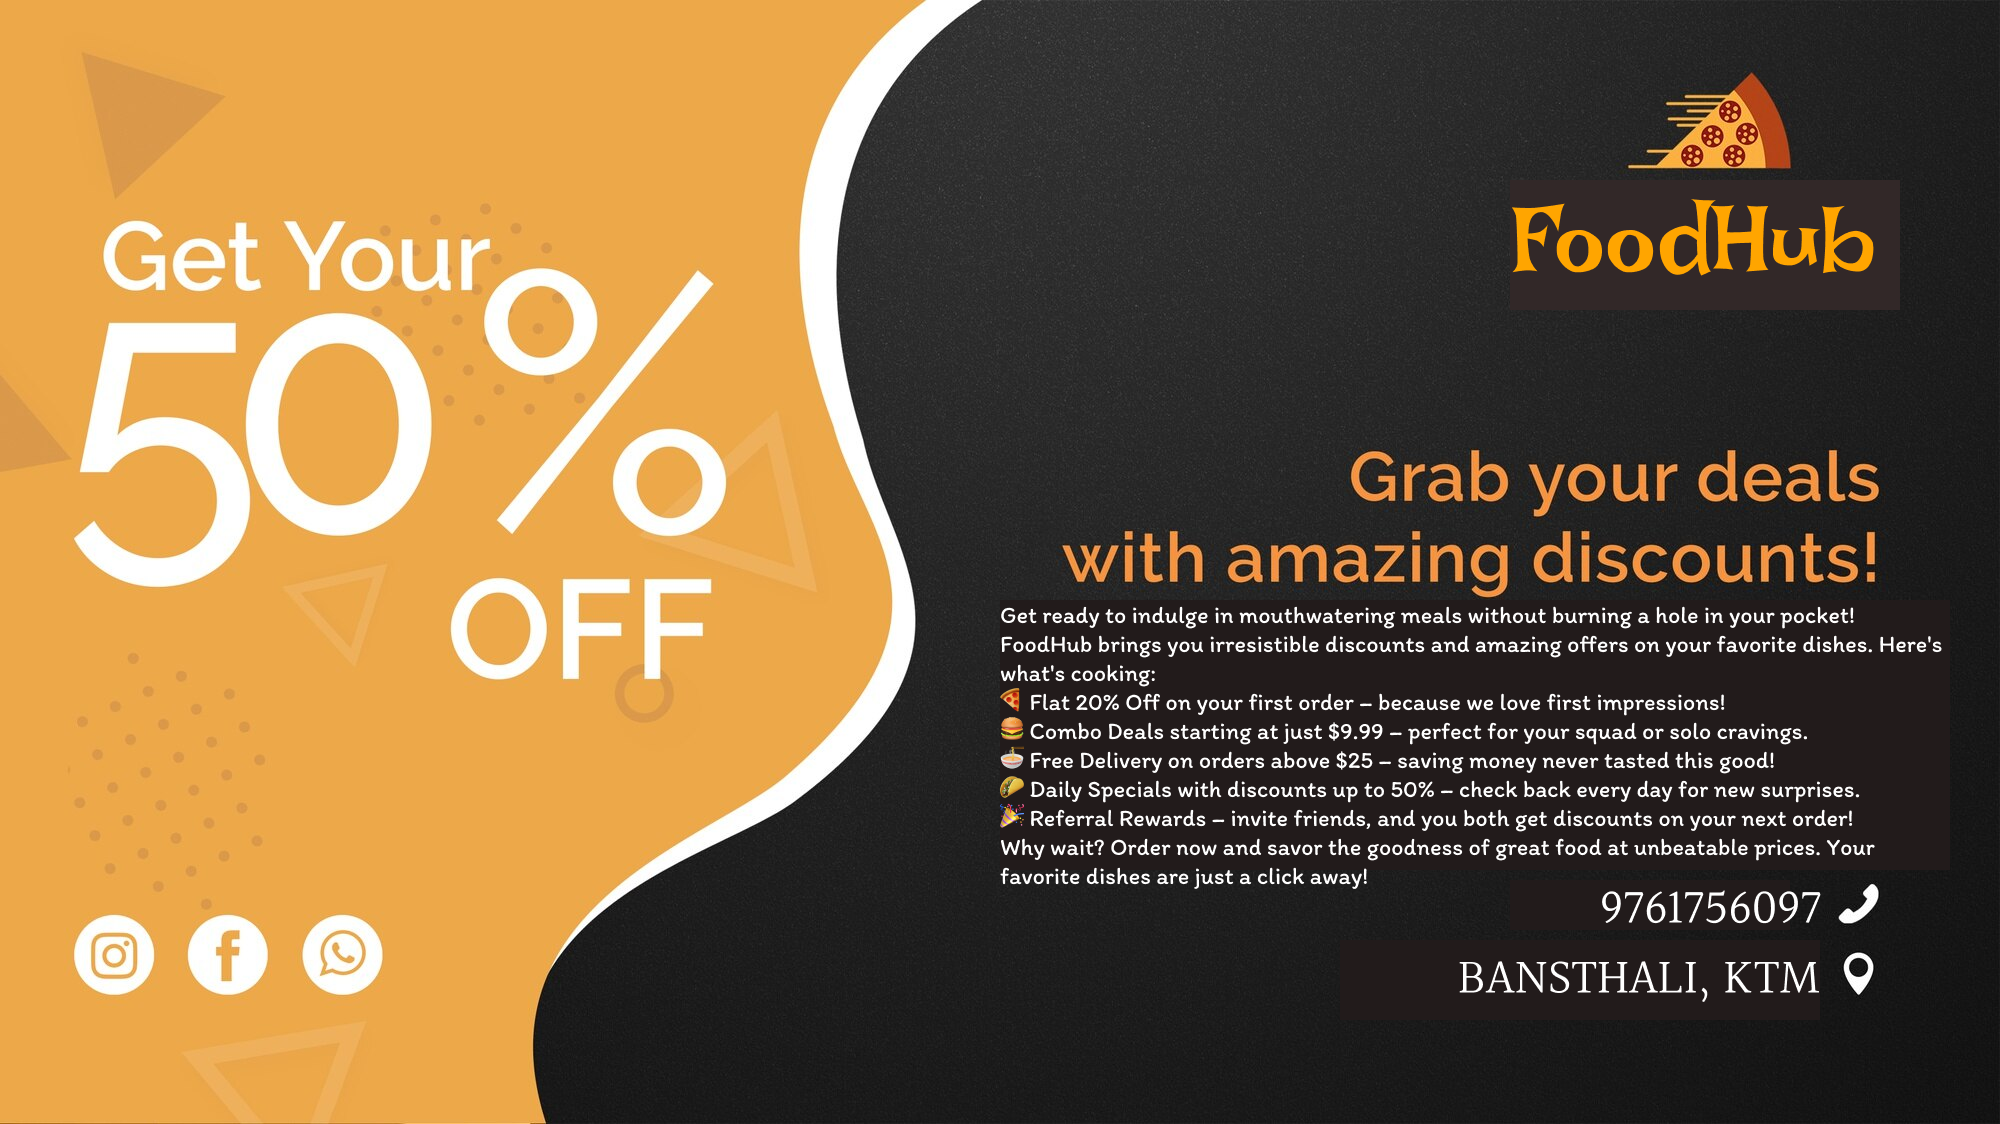 Get Your
50%
OFF
FoodHub
Grab your deals
with amazing discounts!
Get ready to indulge in mouthwatering meals without burning a hole in your pocket!
FoodHub brings you irresistible discounts and amazing offers on your favorite dishes. Here's
what's cooking:
🍕 Flat 20% Off on your first order – because we love first impressions!
🍔 Combo Deals starting at just $9.99 – perfect for your squad or solo cravings.
🍜 Free Delivery on orders above $25 – saving money never tasted this good!
🌮 Daily Specials with discounts up to 50% – check back every day for new surprises.
🎉 Referral Rewards – invite friends, and you both get discounts on your next order!
Why wait? Order now and savor the goodness of great food at unbeatable prices. Your
favorite dishes are just a click away!
9761756097
BANSTHALI, KTM